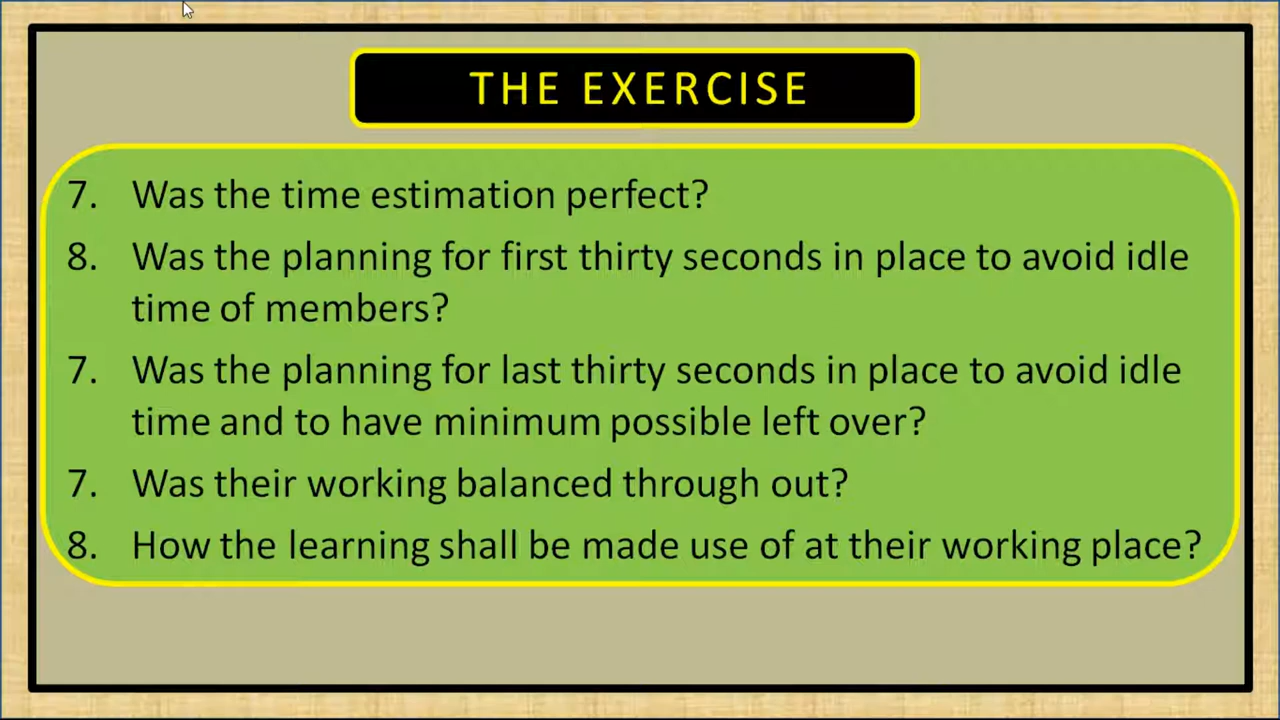 THE EXERCISE
7. Was the time estimation perfect?
8. Was the planning for first thirty seconds in place to avoid idle
time of members?
7. Was the planning for last thirty seconds in place to avoid idle
time and to have minimum possible left over?
7. Was their working balanced through out?
8. How the learning shall be made use of at their working place?